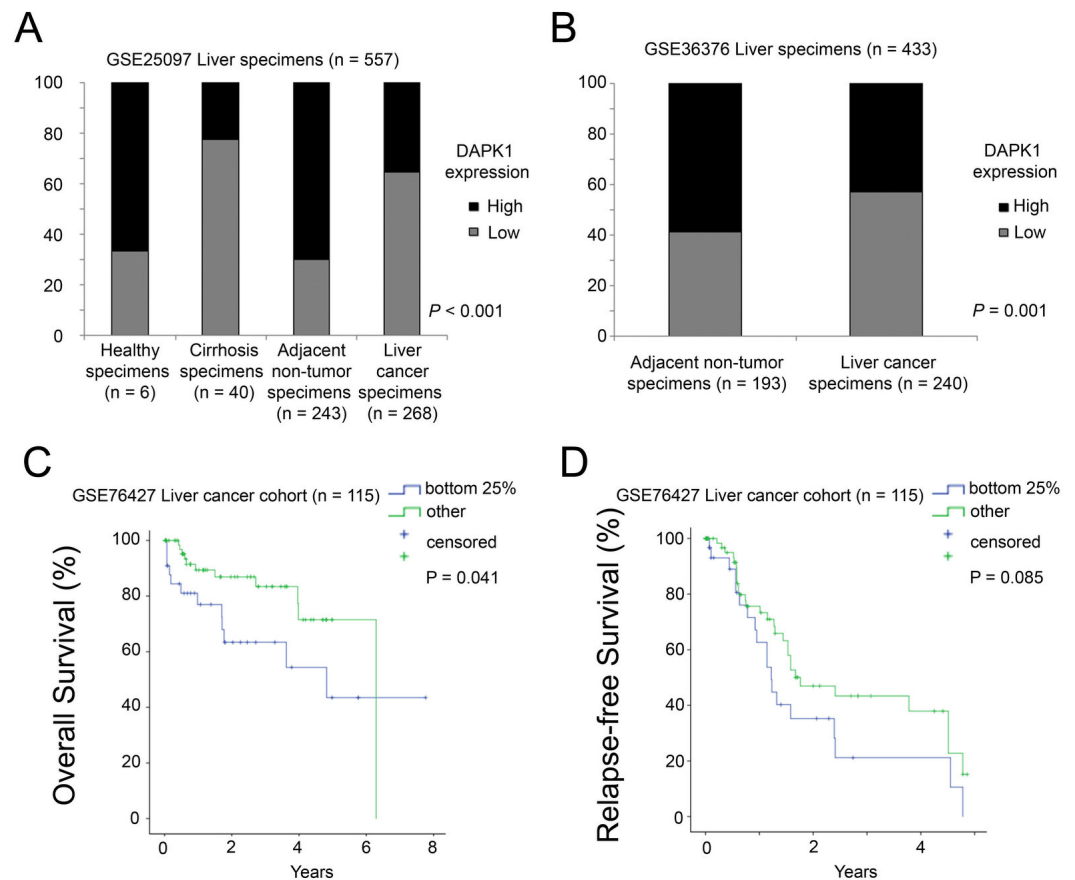 A
GSE25097 Liver specimens (n = 557)
100
80
60
40
20
0
DAPK1
expression
High
Low
P < 0.001
Healthy
specimens
(n = 6)
Cirrhosis
specimens
(n = 40)
Adjacent
non-tumor
specimens
(n = 243)
Liver
cancer
specimens
(n = 268)
B
GSE36376 Liver specimens (n = 433)
100
80
60
40
20
0
DAPK1
expression
High
Low
P = 0.001
Adjacent non-tumor
specimens (n = 193)
Liver cancer
specimens (n = 240)
C
GSE76427 Liver cancer cohort (n = 115)
bottom 25%
other
censored
P = 0.041
Overall Survival (%)
100
80
60
40
20
0
0 2 4 6 8
Years
D
GSE76427 Liver cancer cohort (n = 115)
bottom 25%
other
censored
P = 0.085
Relapse-free Survival (%)
100
80
60
40
20
0
0 2 4
Years